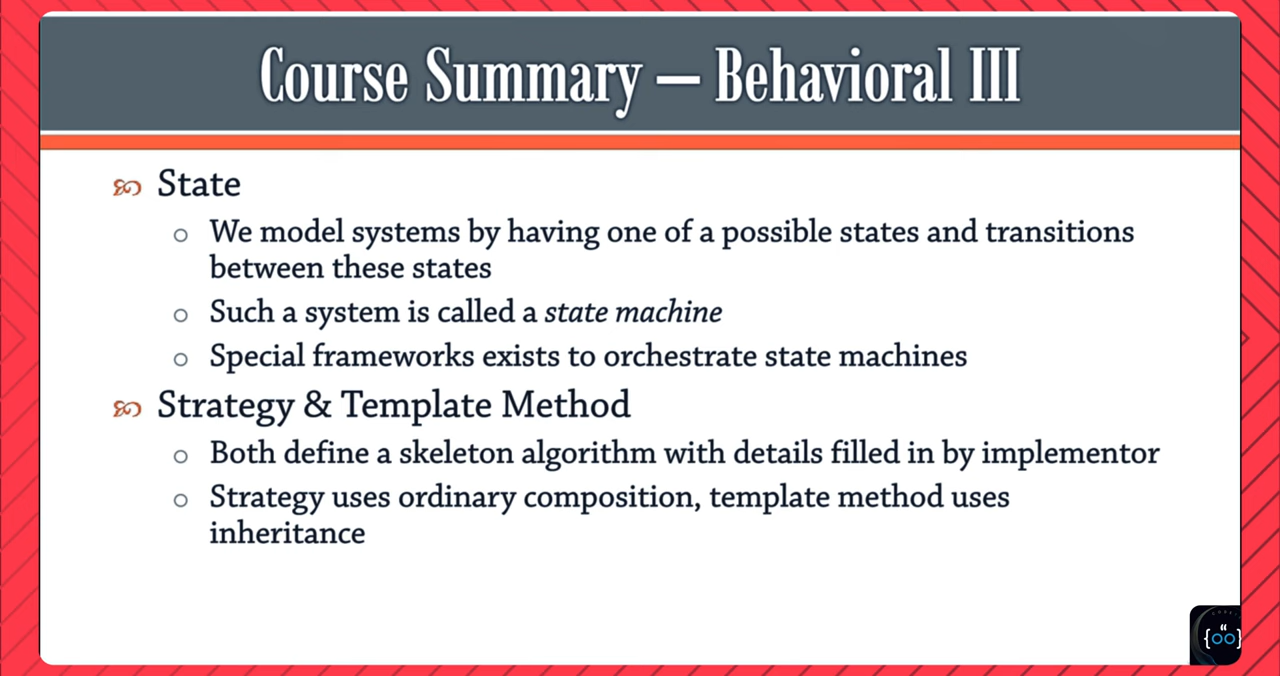 Course Summary – Behavioral III
State
We model systems by having one of a possible states and transitions
between these states
Such a system is called a state machine
Special frameworks exists to orchestrate state machines
Strategy & Template Method
Both define a skeleton algorithm with details filled in by implementor
Strategy uses ordinary composition, template method uses
inheritance